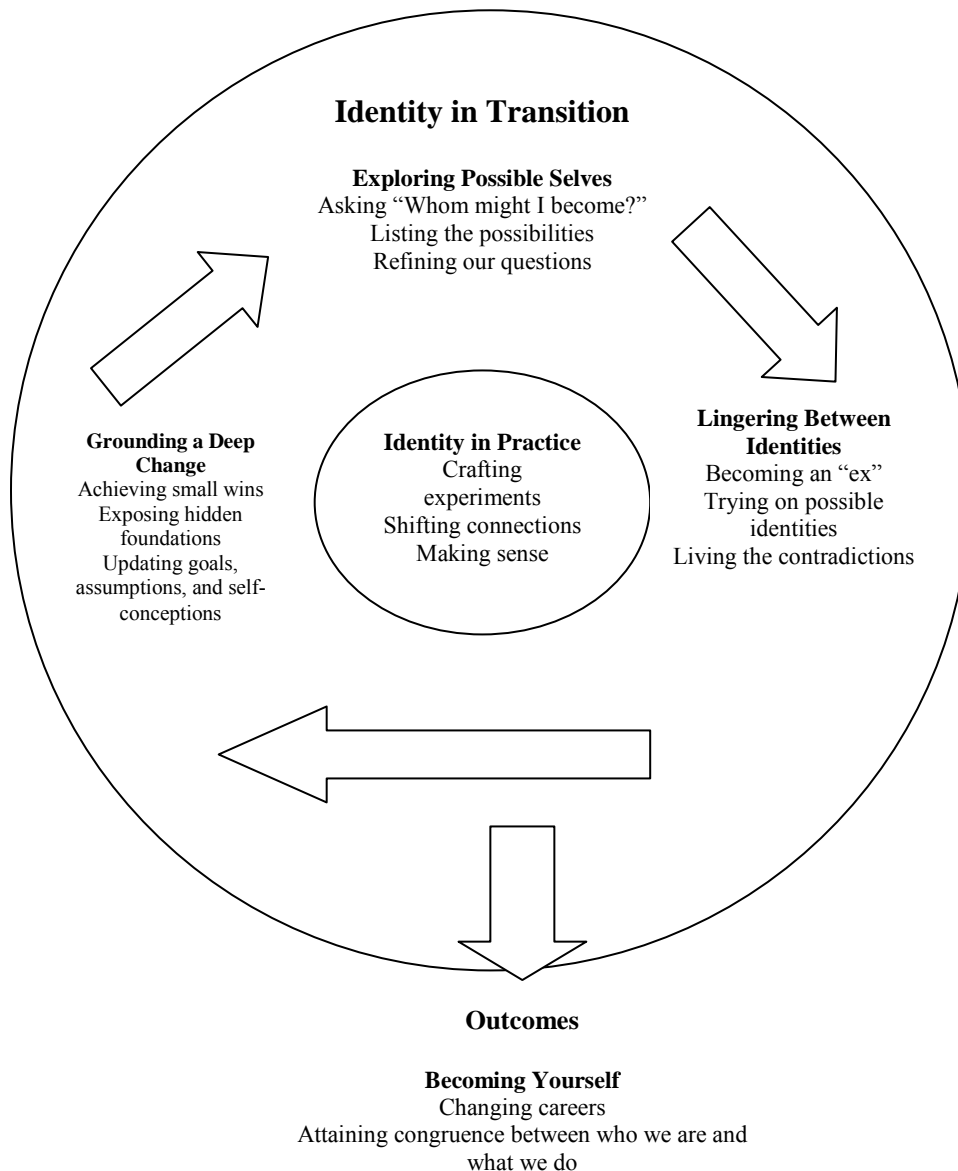 Identity in Transition
Exploring Possible Selves
Asking “Whom might I become?”
Listing the possibilities
Refining our questions
Lingering Between
Identities
Becoming an “ex”
Trying on possible
identities
Living the contradictions
Grounding a Deep
Change
Achieving small wins
Exposing hidden
foundations
Updating goals,
assumptions, and self-
conceptions
Identity in Practice
Crafting
experiments
Shifting connections
Making sense
Outcomes
Becoming Yourself
Changing careers
Attaining congruence between who we are and
what we do